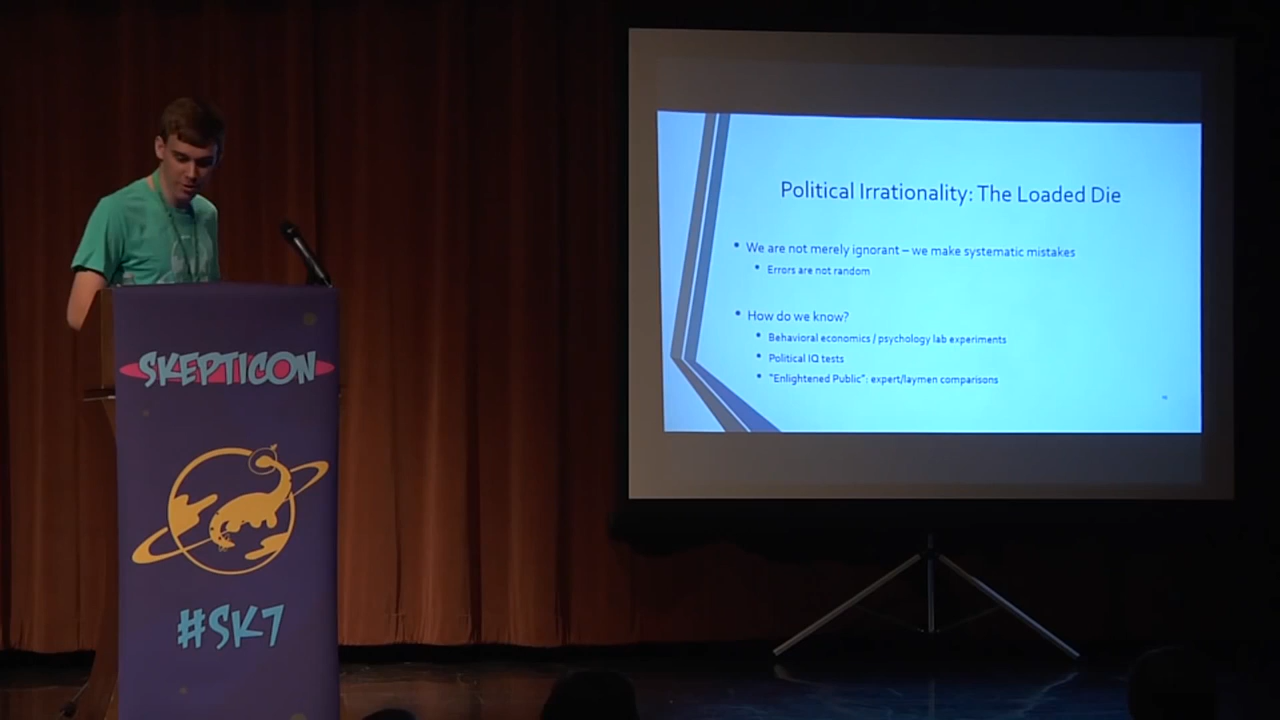 SKEPTICON
#SK7
Political Irrationality: The Loaded Die
• We are not merely ignorant – we make systematic mistakes
• Errors are not random
• How do we know?
• Behavioral economics / psychology lab experiments
• Political IQ tests
• "Enlightened Public": expert/laymen comparisons